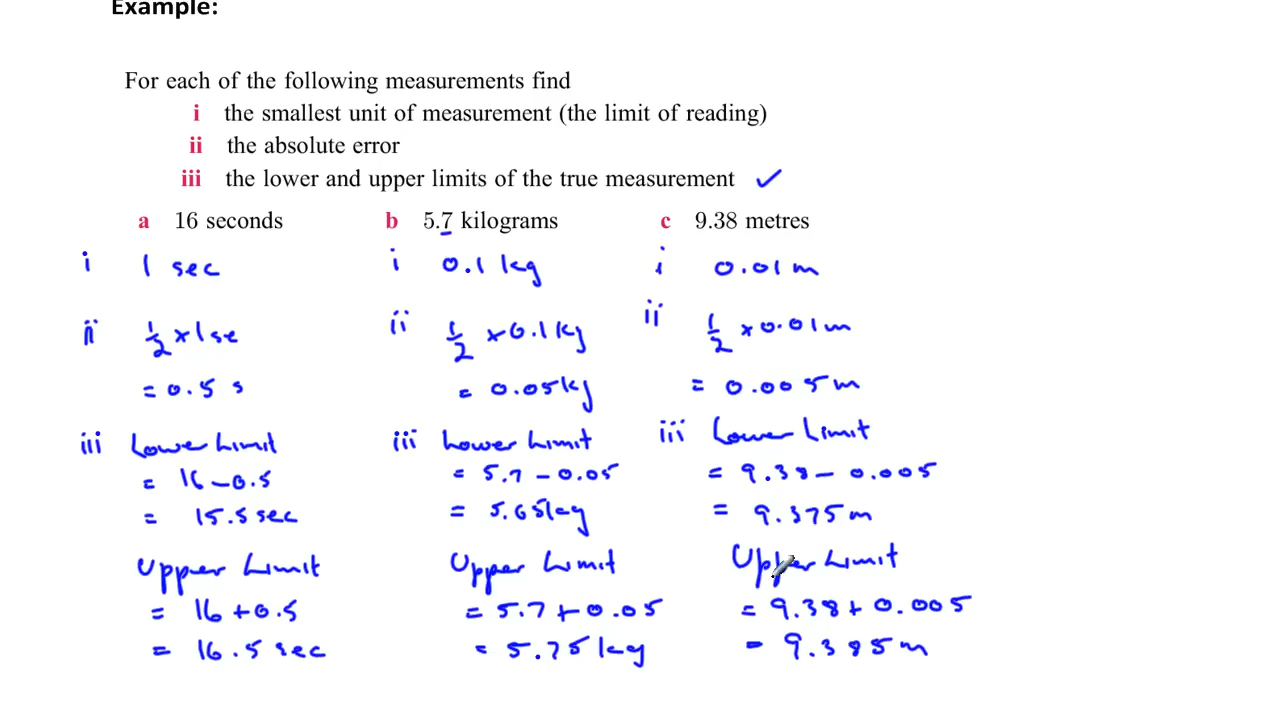 Example:
For each of the following measurements find
i the smallest unit of measurement (the limit of reading)
ii the absolute error
iii the lower and upper limits of the true measurement ✓
a 16 seconds
i 1 sec
ii 1/2 × 1 se
= 0.5 s
iii Lower Limit
= 16 - 0.5
= 15.5 sec
Upper Limit
= 16 + 0.5
= 16.5 sec
b 5.7 kilograms
i 0.1 kg
ii 1/2 × 0.1 kg
= 0.05 kg
iii Lower Limit
= 5.7 - 0.05
= 5.65 kg
Upper Limit
= 5.7 + 0.05
= 5.75 kg
c 9.38 metres
i 0.01 m
ii 1/2 × 0.01 m
= 0.005 m
iii Lower Limit
= 9.38 - 0.005
= 9.375 m
Upper Limit
= 9.38 + 0.005
= 9.385 m